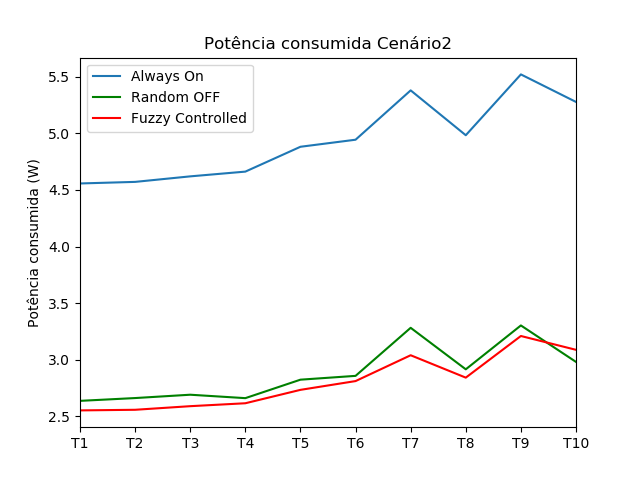 Potência consumida Cenário2
Always On
Random OFF
Fuzzy Controlled
Potência consumida (W)
5.5
5.0
4.5
4.0
3.5
3.0
2.5
T1 T2 T3 T4 T5 T6 T7 T8 T9 T10